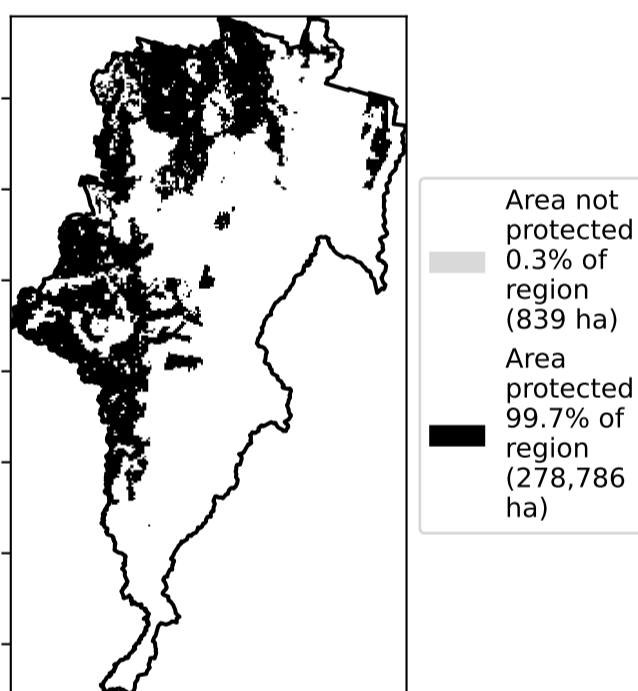 Area not
protected
0.3% of
region
(839 ha)
Area
protected
99.7% of
region
(278,786
ha)